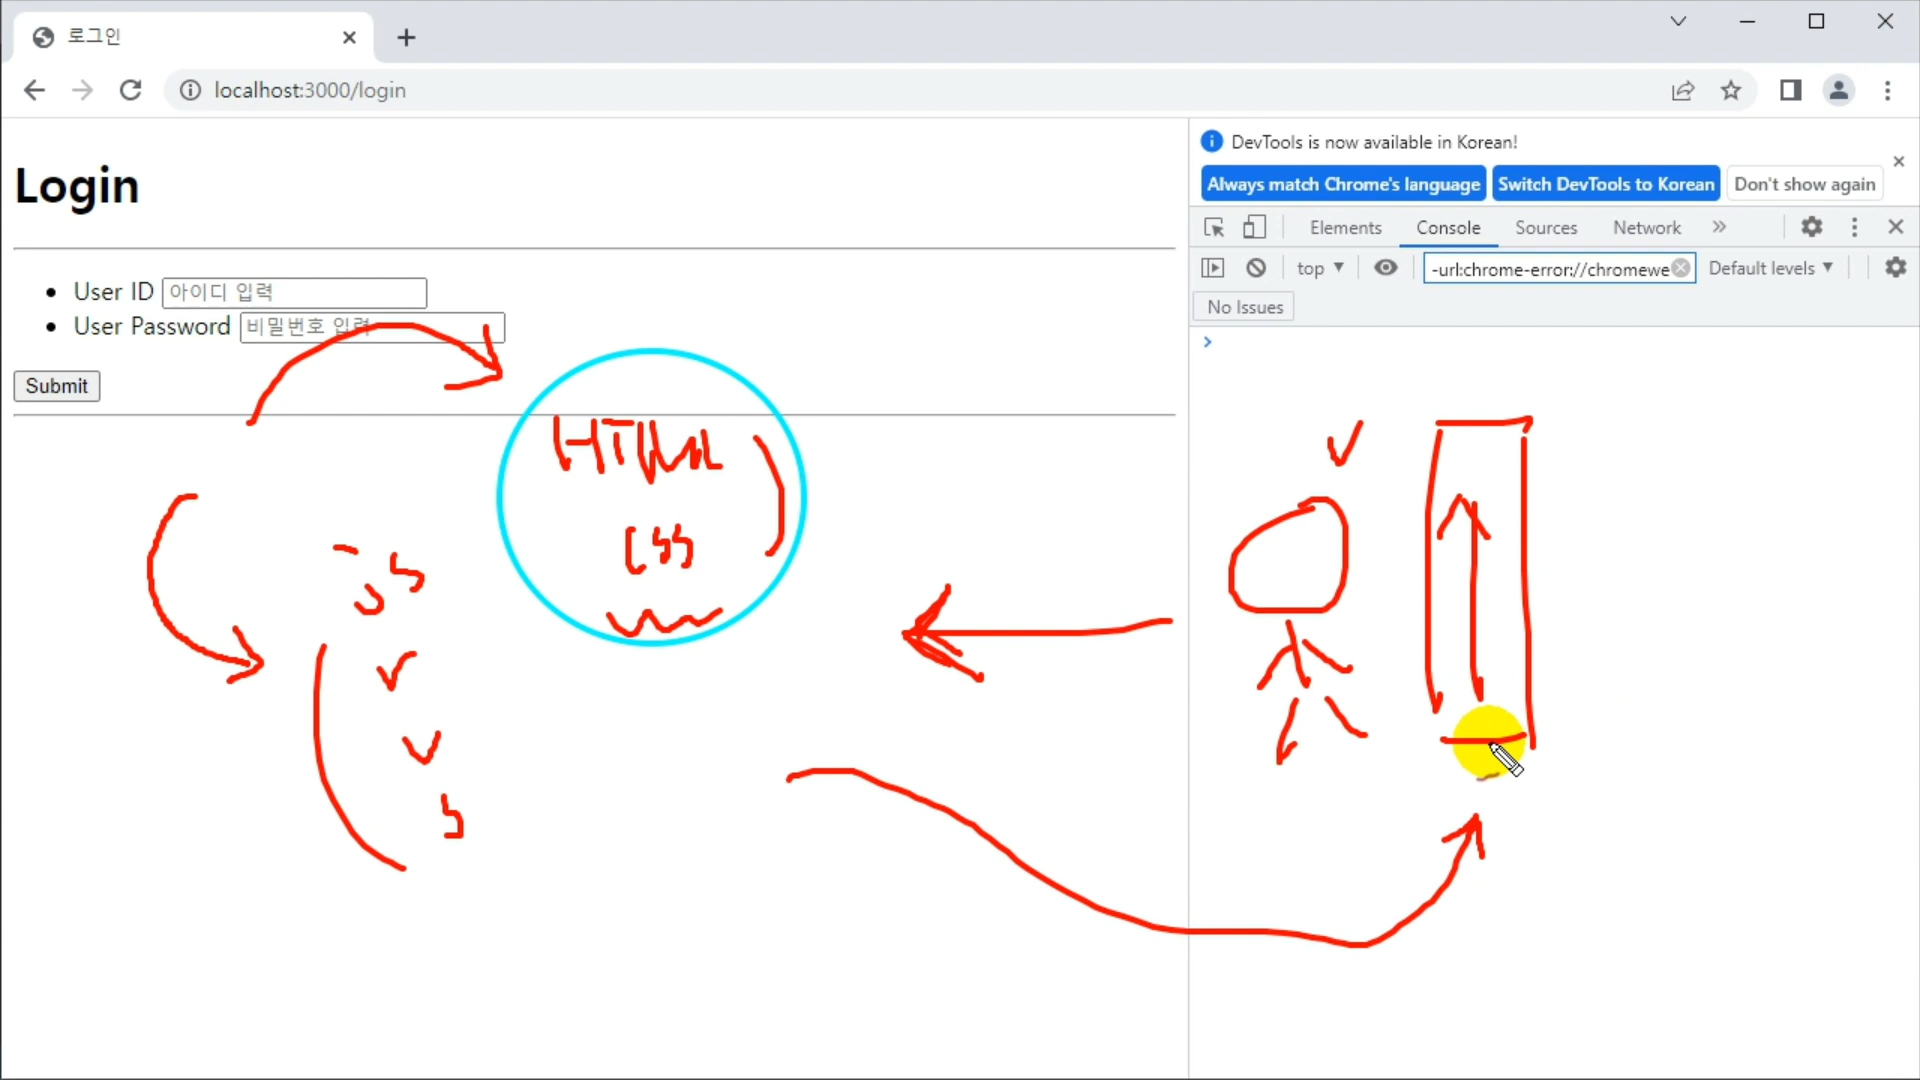 로그인
localhost:3000/login
DevTools is now available in Korean!
Always match Chrome's language
Switch DevTools to Korean
Don't show again
Login
Elements
Console
Sources
Network
top
-url:chrome-error://chromewe
Default levels
No Issues
User ID 아이디 입력
User Password 비밀번호 입력
Submit
HTML
CSS
JS